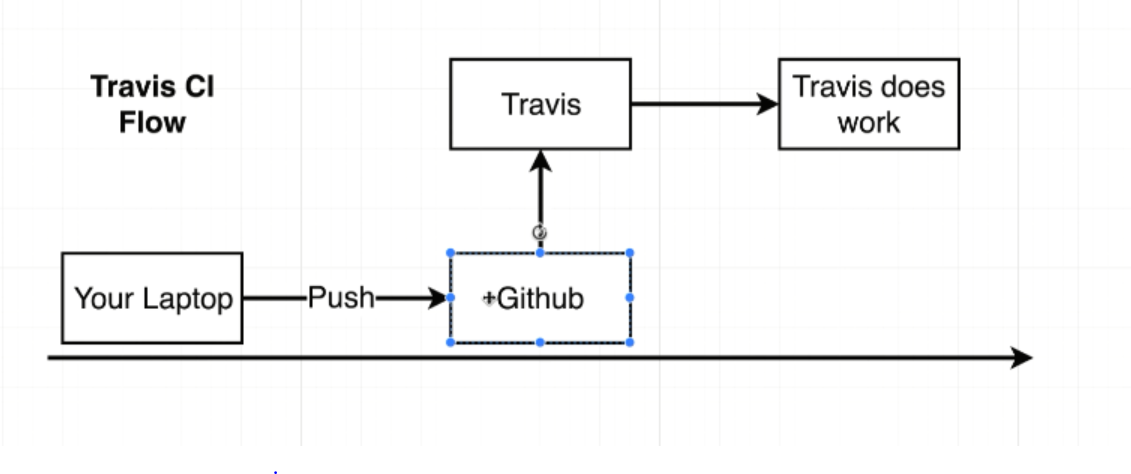 Travis CI
Flow
Travis
Travis does
work
Your Laptop
Push
Github